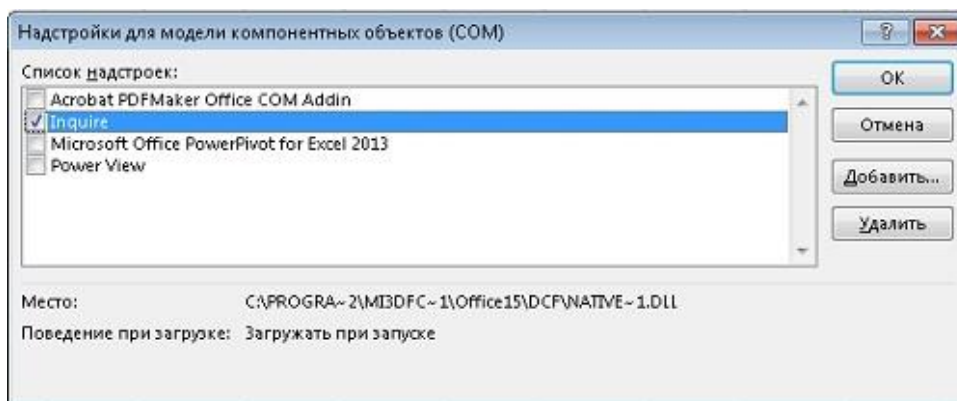 Надстройки для модели компонентных объектов (COM)
Список надстроек:
Acrobat PDFMaker Office COM Addin
Inquire
Microsoft Office PowerPivot for Excel 2013
Power View
OK
Отмена
Добавить...
Удалить
Место: C:\PROGRA~2\MI3DFC~1\Office15\DCF\NATIVE~1.Dll
Поведение при загрузке: Загружать при запуске